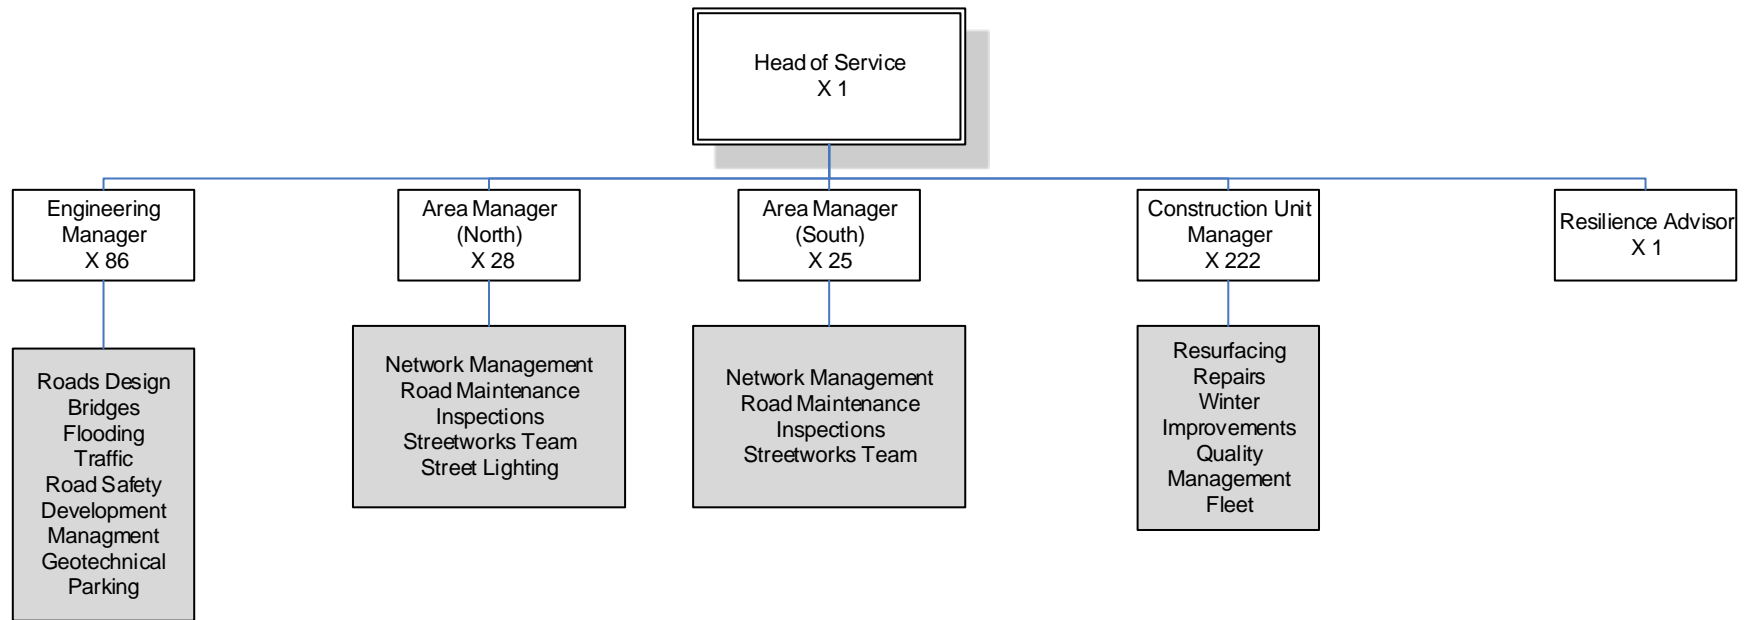 Head of Service
X 1
Engineering
Manager
X 86
Area Manager
(North)
X 28
Area Manager
(South)
X 25
Construction Unit
Manager
X 222
Resilience Advisor
X 1
Roads Design
Bridges
Flooding
Traffic
Road Safety
Development
Managment
Geotechnical
Parking
Network Management
Road Maintenance
Inspections
Streetworks Team
Street Lighting
Network Management
Road Maintenance
Inspections
Streetworks Team
Resurfacing
Repairs
Winter
Improvements
Quality
Management
Fleet